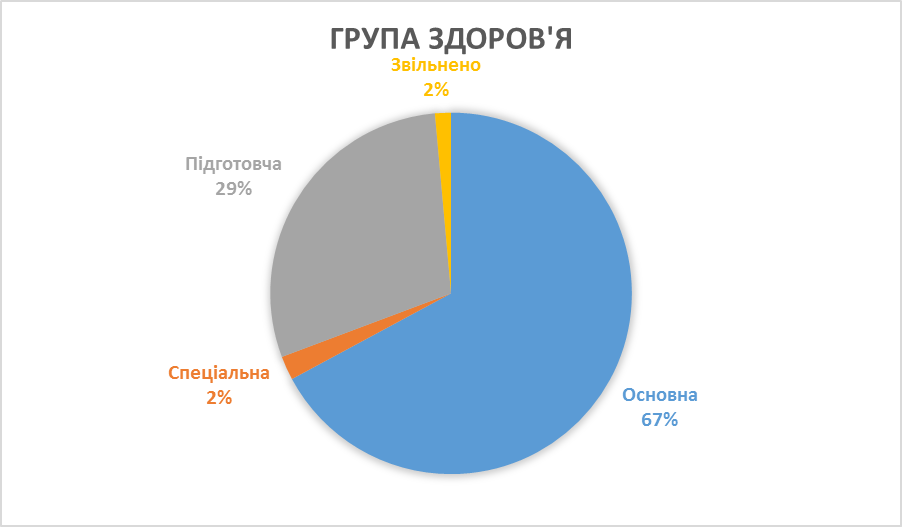 ГРУПА ЗДОРОВ'Я
Звільнено
2%
Підготовча
29%
Спеціальна
2%
Основна
67%